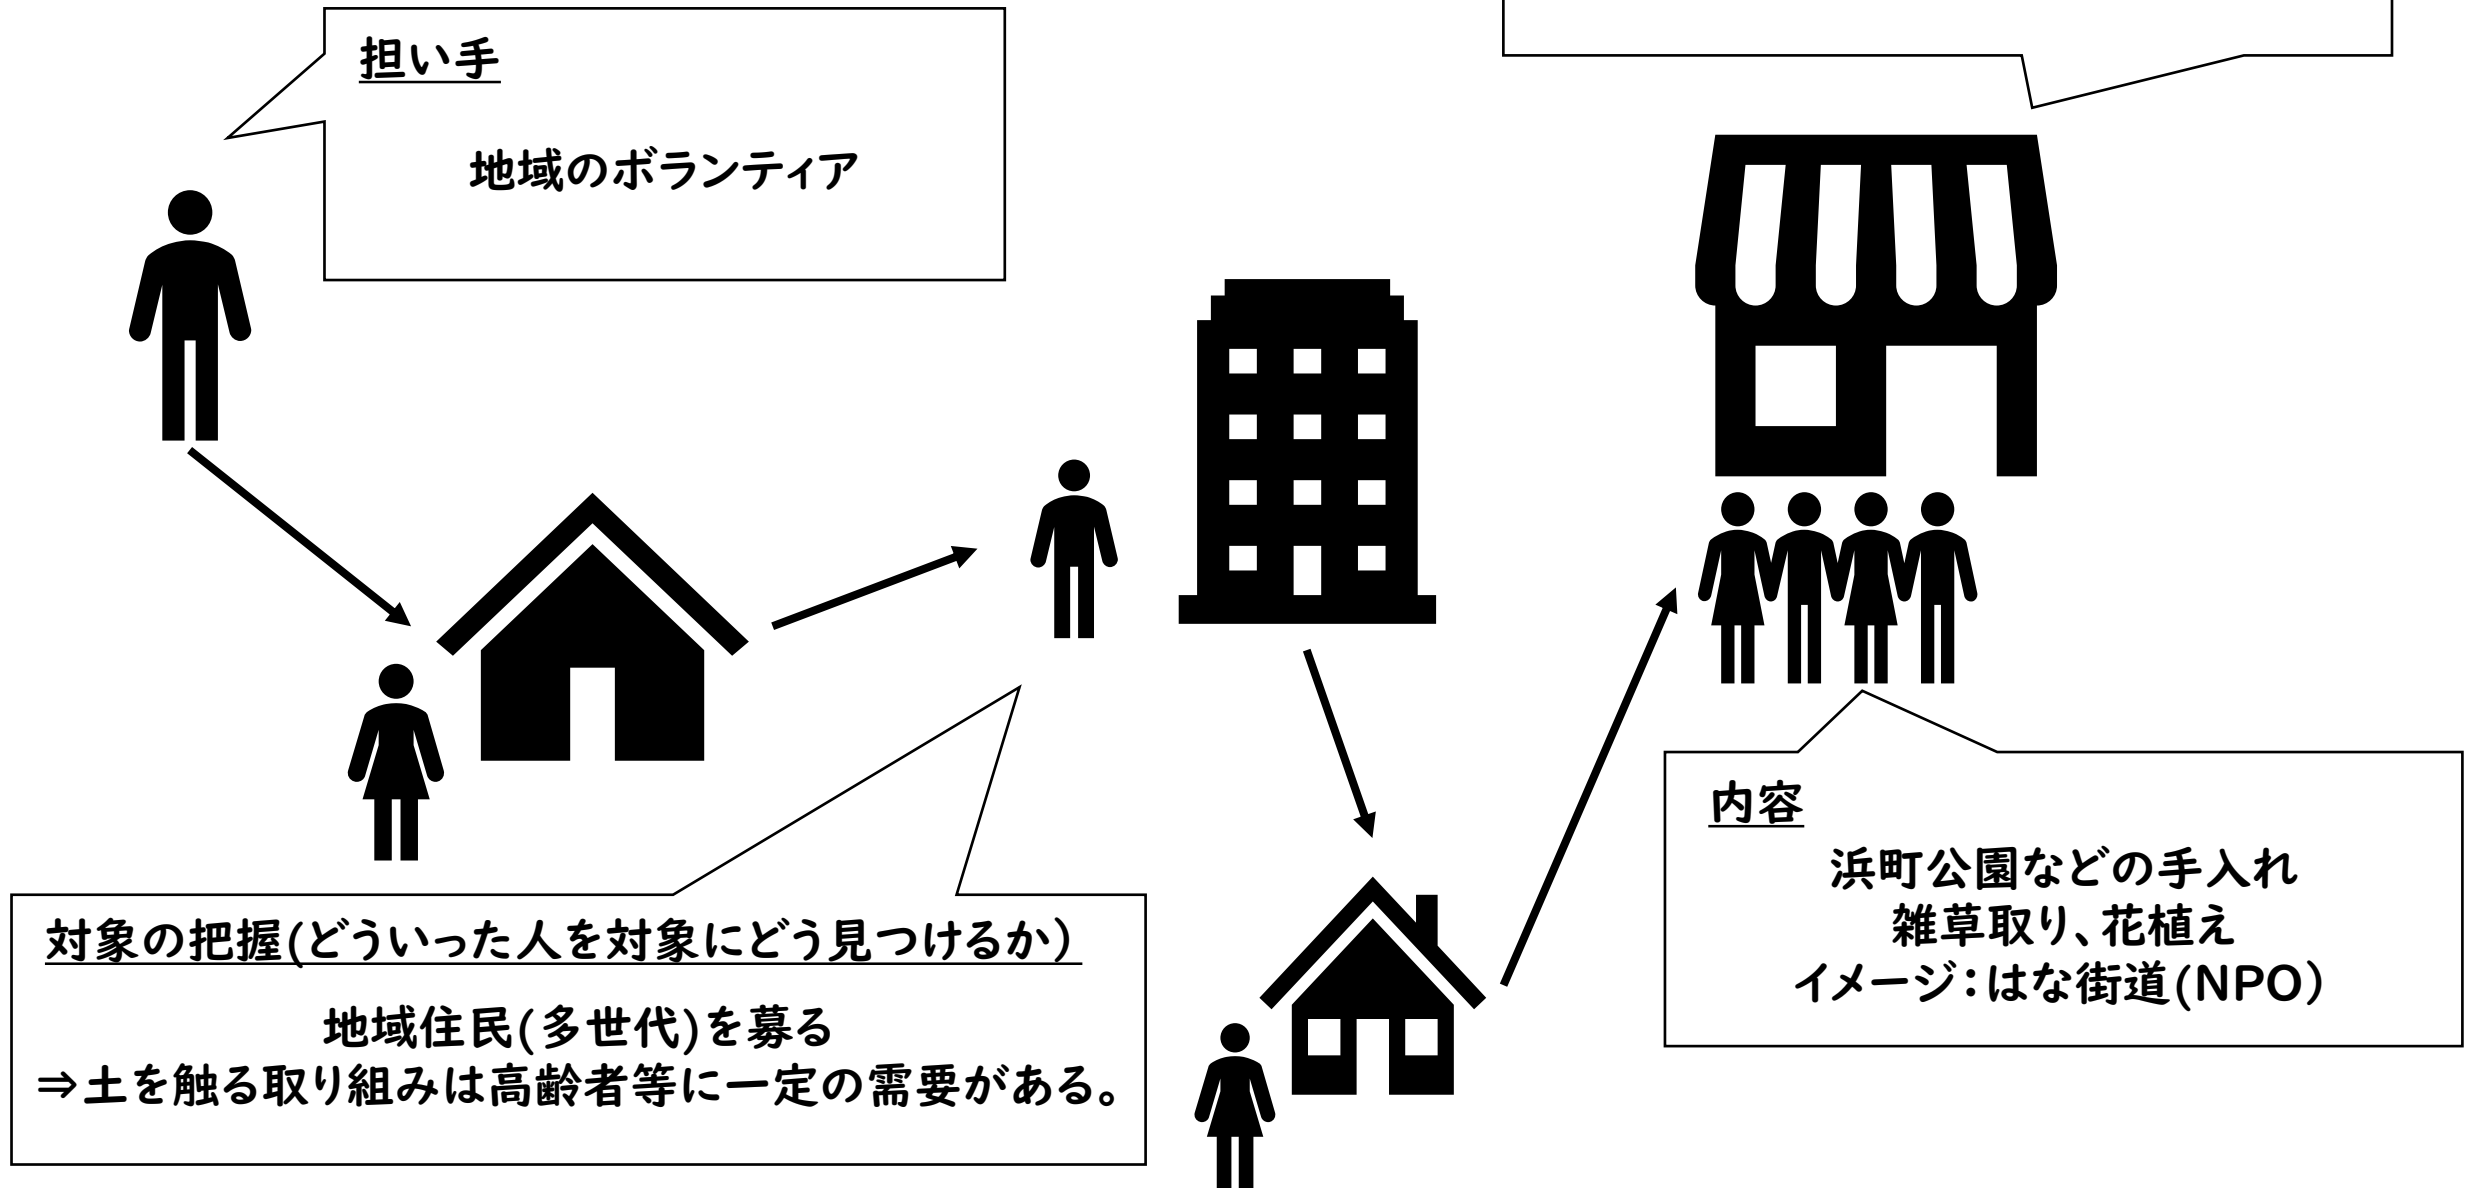 担い手
地域のボランティア
対象の把握(どういった人を対象にどう見つけるか)
地域住民(多世代)を募る
⇒土を触る取り組みは高齢者等に一定の需要がある。
内容
浜町公園などの手入れ
雑草取り、花植え
イメージ：はな街道(NPO)